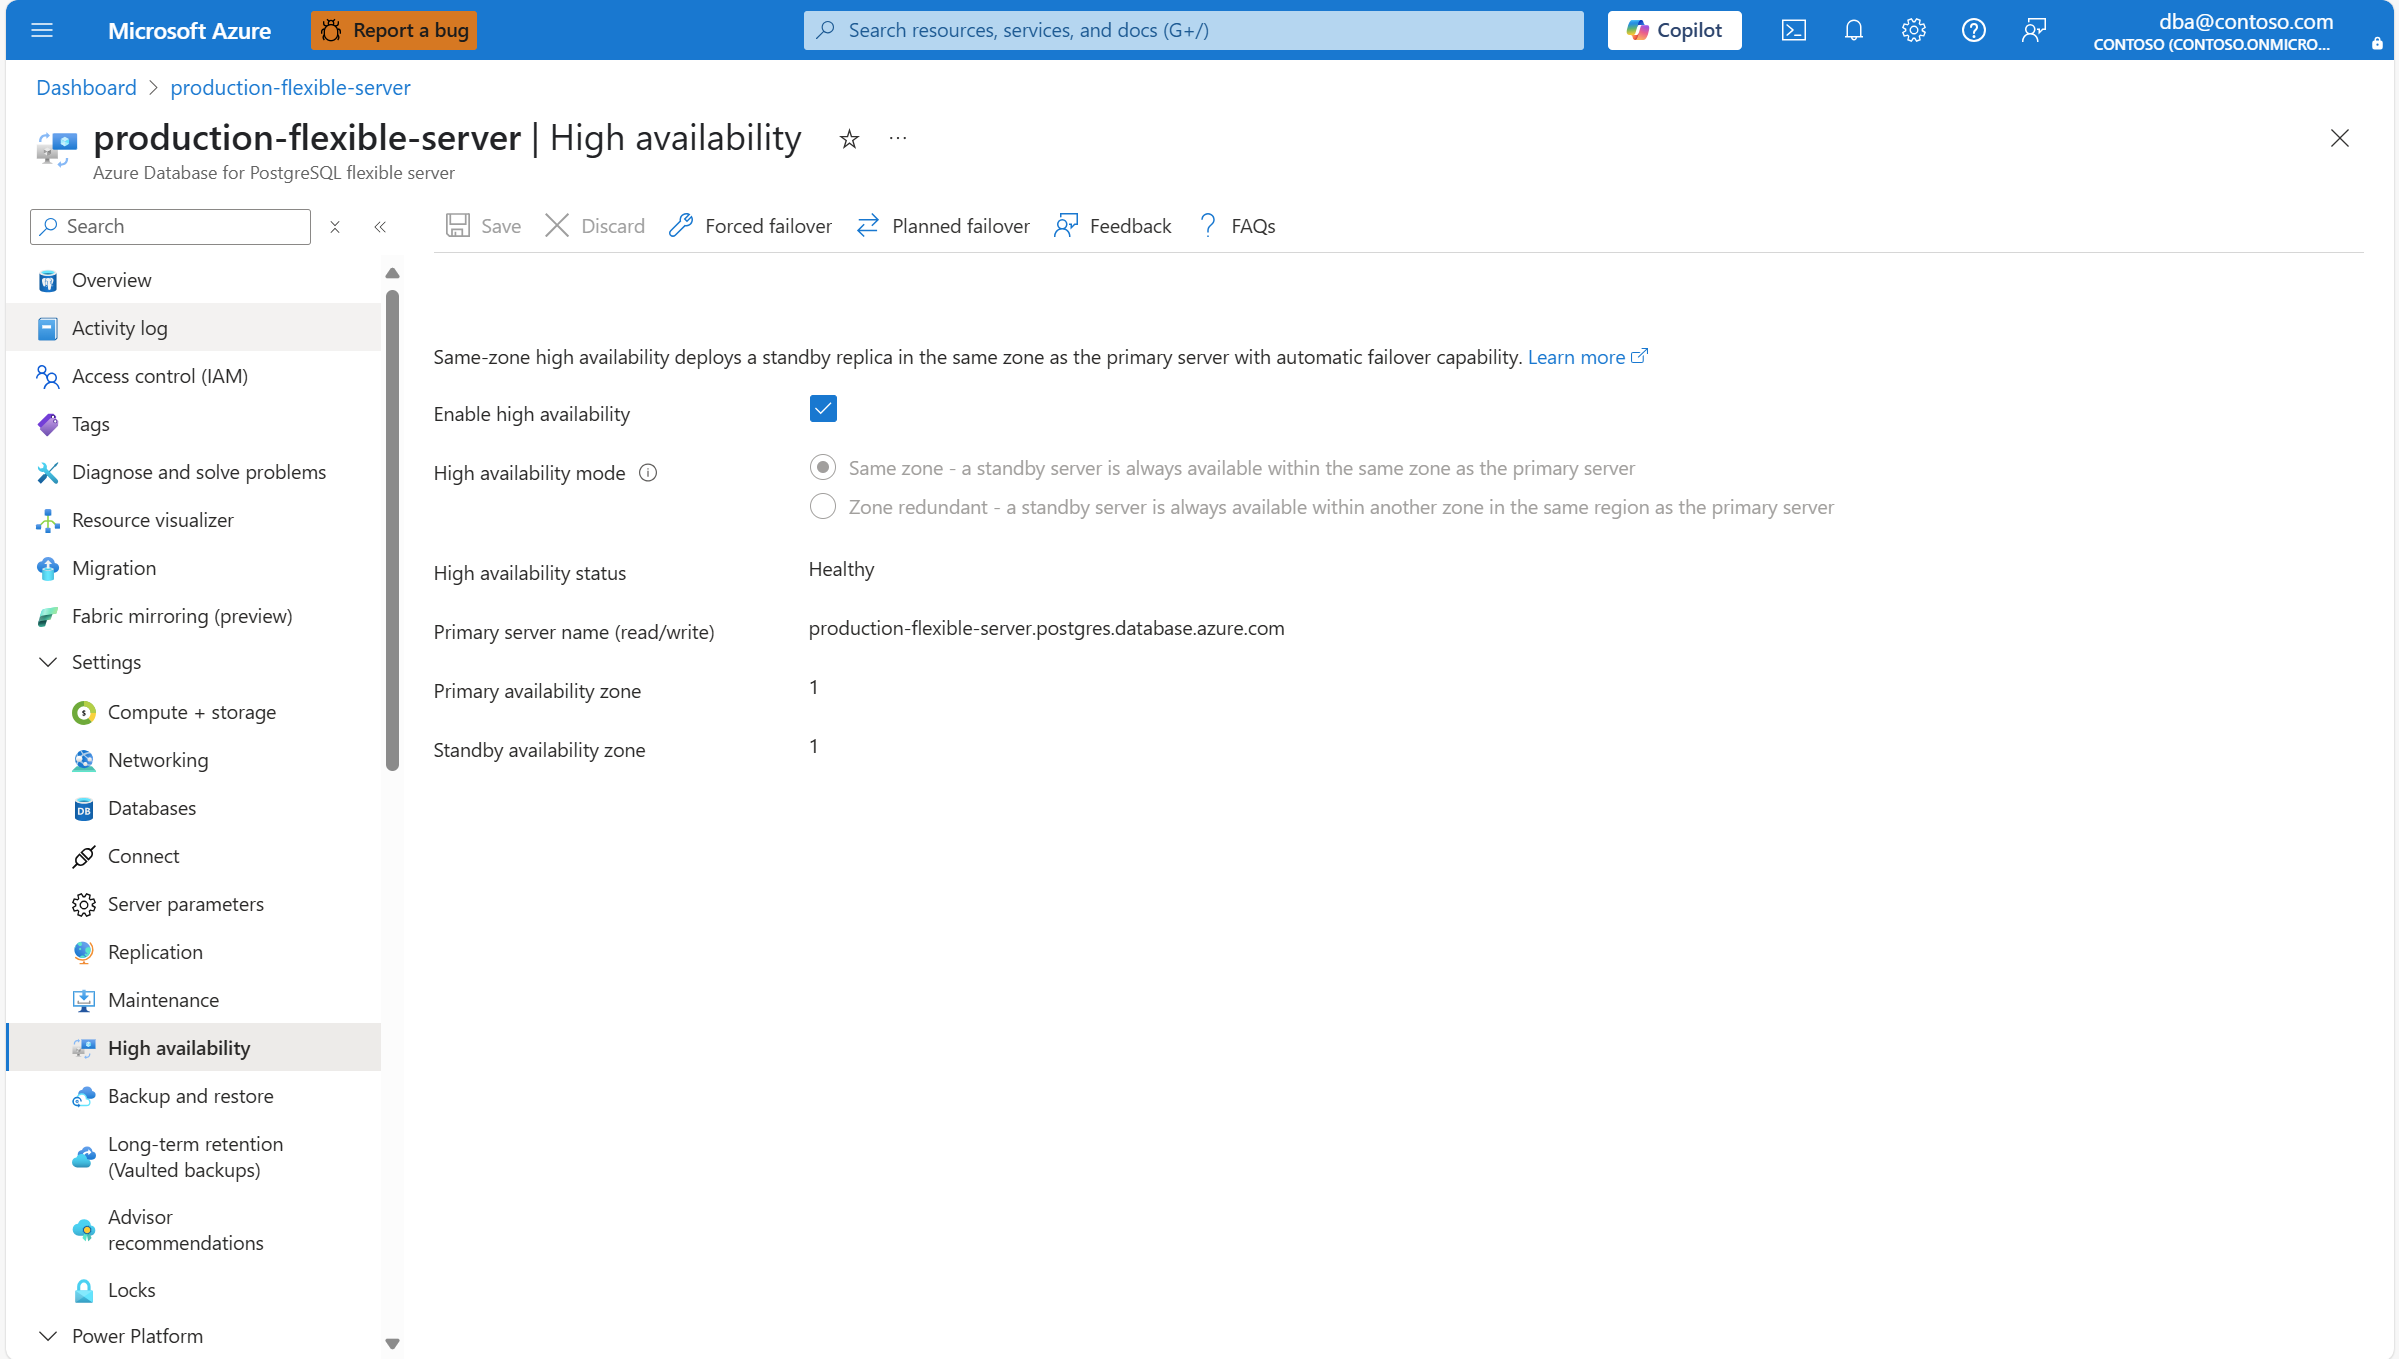 Microsoft Azure
Report a bug
Search resources, services, and docs (G+/)
Copilot
dba@contoso.com
CONTOSO (CONTOSO.ONMICRO...
Dashboard > production-flexible-server
production-flexible-server | High availability
Azure Database for PostgreSQL flexible server
Search
Save
Discard
Forced failover
Planned failover
Feedback
FAQs
Overview
Activity log
Access control (IAM)
Tags
Diagnose and solve problems
Resource visualizer
Migration
Fabric mirroring (preview)
Settings
Compute + storage
Networking
Databases
Connect
Server parameters
Replication
Maintenance
High availability
Backup and restore
Long-term retention
(Vaulted backups)
Advisor
recommendations
Locks
Power Platform
Same-zone high availability deploys a standby replica in the same zone as the primary server with automatic failover capability. Learn more
Enable high availability
High availability mode
Same zone - a standby server is always available within the same zone as the primary server
Zone redundant - a standby server is always available within another zone in the same region as the primary server
High availability status
Healthy
Primary server name (read/write)
production-flexible-server.postgres.database.azure.com
Primary availability zone
1
Standby availability zone
1